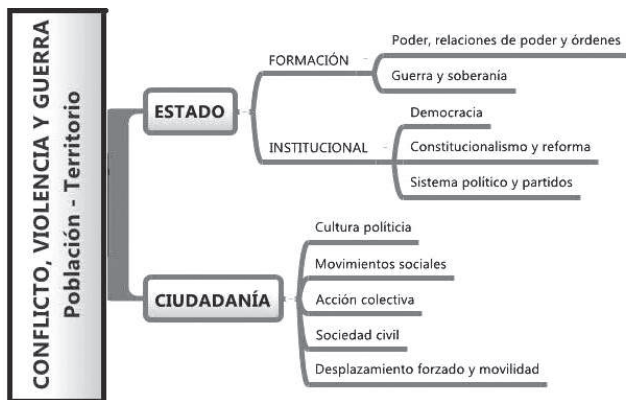 CONFLICTO, VIOLENCIA Y GUERRA
Población - Territorio
ESTADO
FORMACIÓN
Poder, relaciones de poder y órdenes
Guerra y soberanía
INSTITUCIONAL
Democracia
Constitucionalismo y reforma
Sistema político y partidos
CIUDADANÍA
Cultura polítícia
Movimientos sociales
Acción colectiva
Sociedad civil
Desplazamiento forzado y movilidad